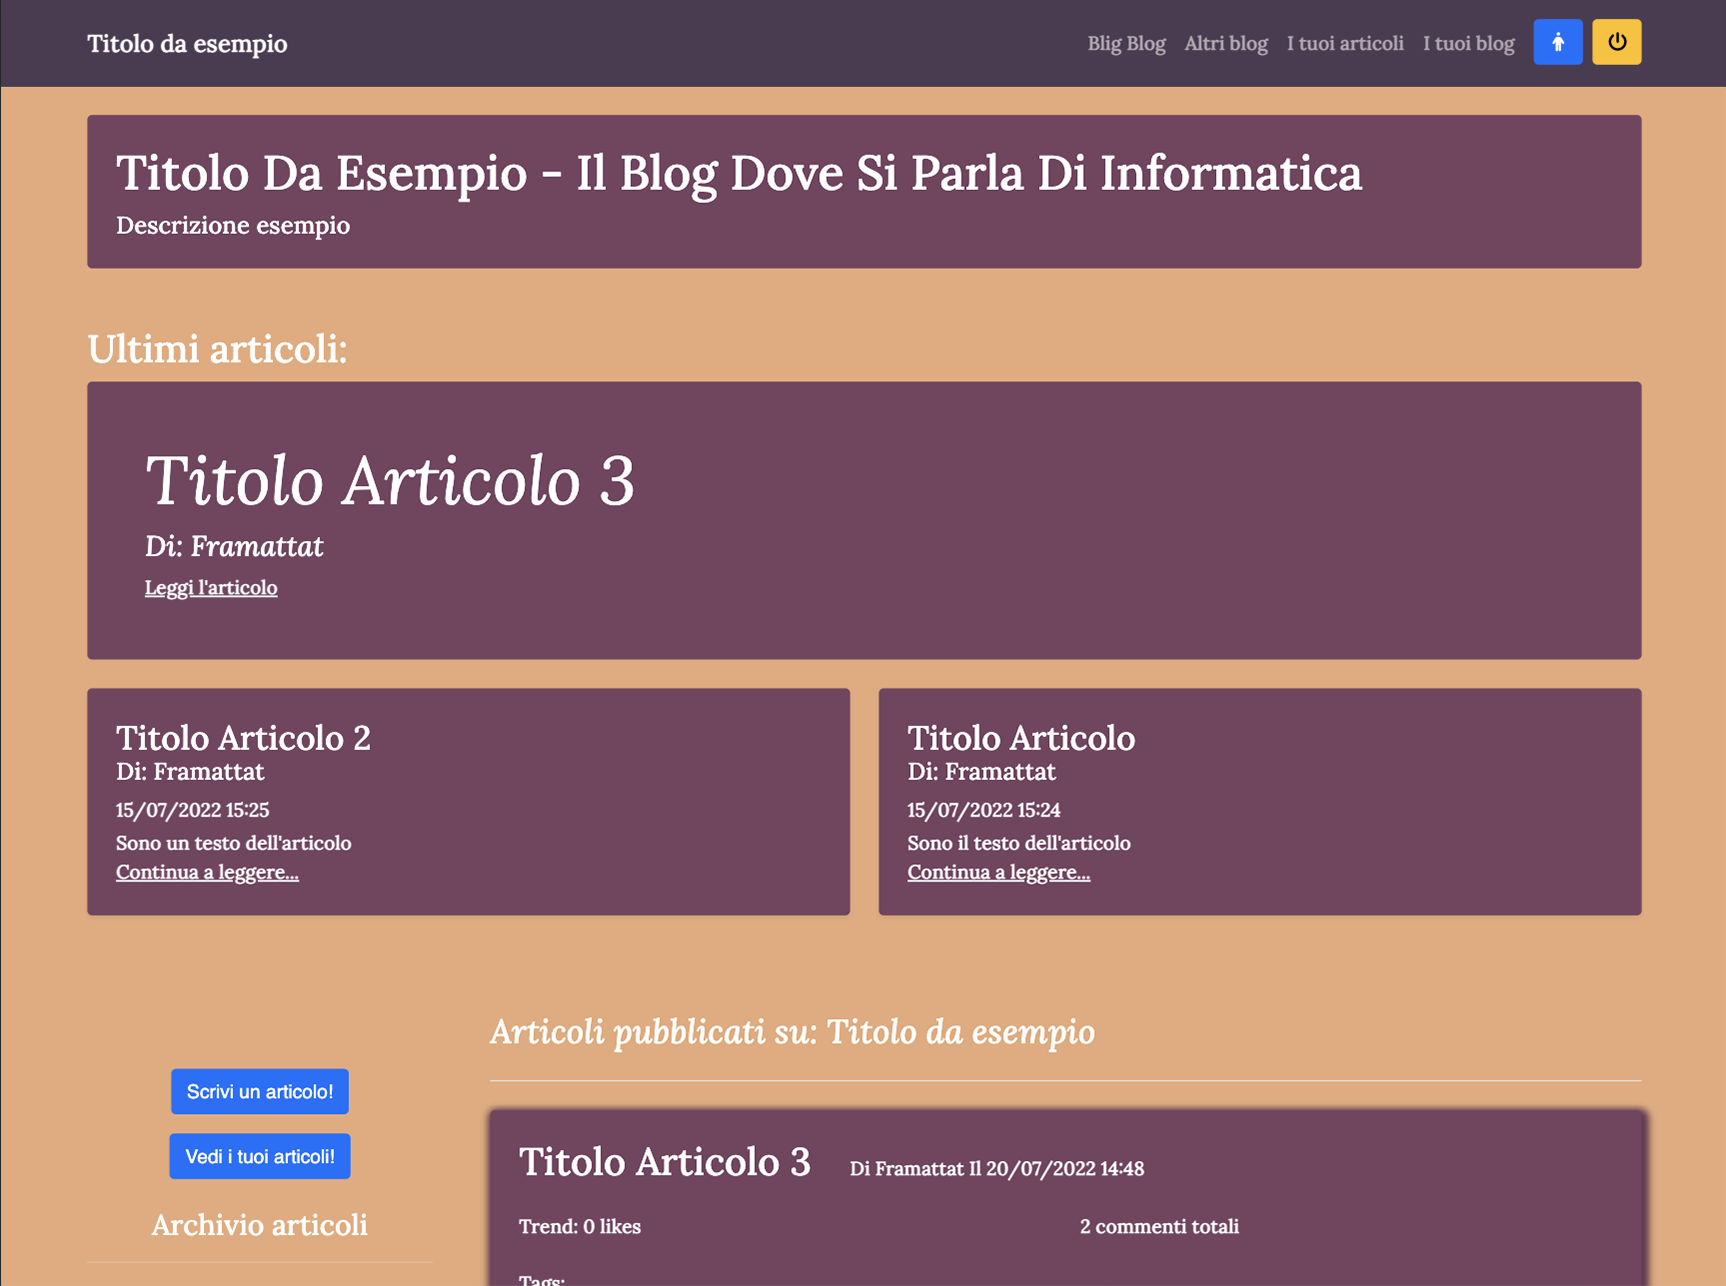 Titolo da esempio
Blig Blog Altri blog I tuoi articoli I tuoi blog
Titolo Da Esempio - Il Blog Dove Si Parla Di Informatica
Descrizione esempio
Ultimi articoli:
Titolo Articolo 3
Di: Framattat
Leggi l'articolo
Titolo Articolo 2
Di: Framattat
15/07/2022 15:25
Sono un testo dell'articolo
Continua a leggere...
Titolo Articolo
Di: Framattat
15/07/2022 15:24
Sono il testo dell'articolo
Continua a leggere...
Scrivi un articolo!
Vedi i tuoi articoli!
Archivio articoli
Articoli pubblicati su: Titolo da esempio
Titolo Articolo 3 Di Framattat Il 20/07/2022 14:48
Trend: 0 likes 2 commenti totali
Tags: